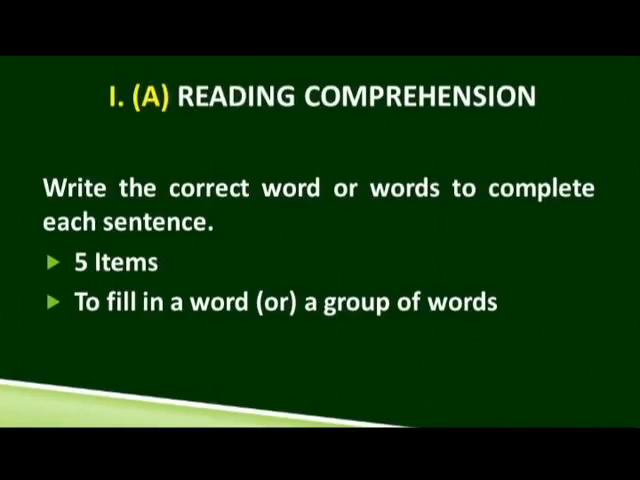 I. (A) READING COMPREHENSION
Write the correct word or words to complete
each sentence.
5 Items
To fill in a word (or) a group of words